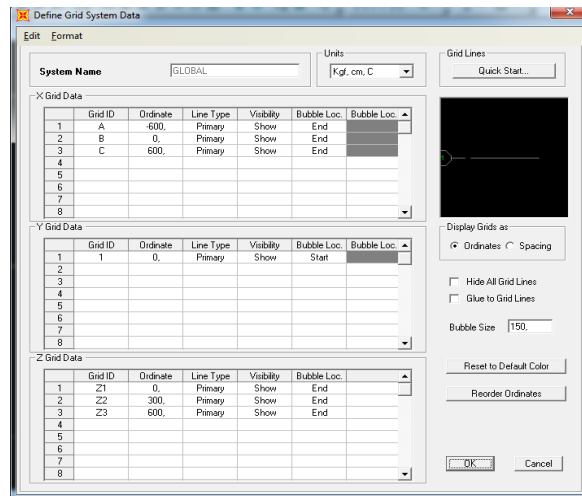 Define Grid System Data
Edit Format
System Name GLOBAL
Units
Kgf, cm, C
Grid Lines
Quick Start...
X Grid Data
Grid ID Ordinate Line Type Visibility Bubble Loc. Bubble Loc.
1 A -600, Primary Show End
2 B 0, Primary Show End
3 C 600, Primary Show End
4
5
6
7
8
Y Grid Data
Grid ID Ordinate Line Type Visibility Bubble Loc. Bubble Loc.
1 1 0, Primary Show Start
2
3
4
5
6
7
8
Z Grid Data
Grid ID Ordinate Line Type Visibility Bubble Loc.
1 Z1 0, Primary Show End
2 Z2 300, Primary Show End
3 Z3 600, Primary Show End
4
5
6
7
8
1
Display Grids as
Ordinates Spacing
Hide All Grid Lines
Glue to Grid Lines
Bubble Size 150,
Reset to Default Color
Reorder Ordinates
OK Cancel